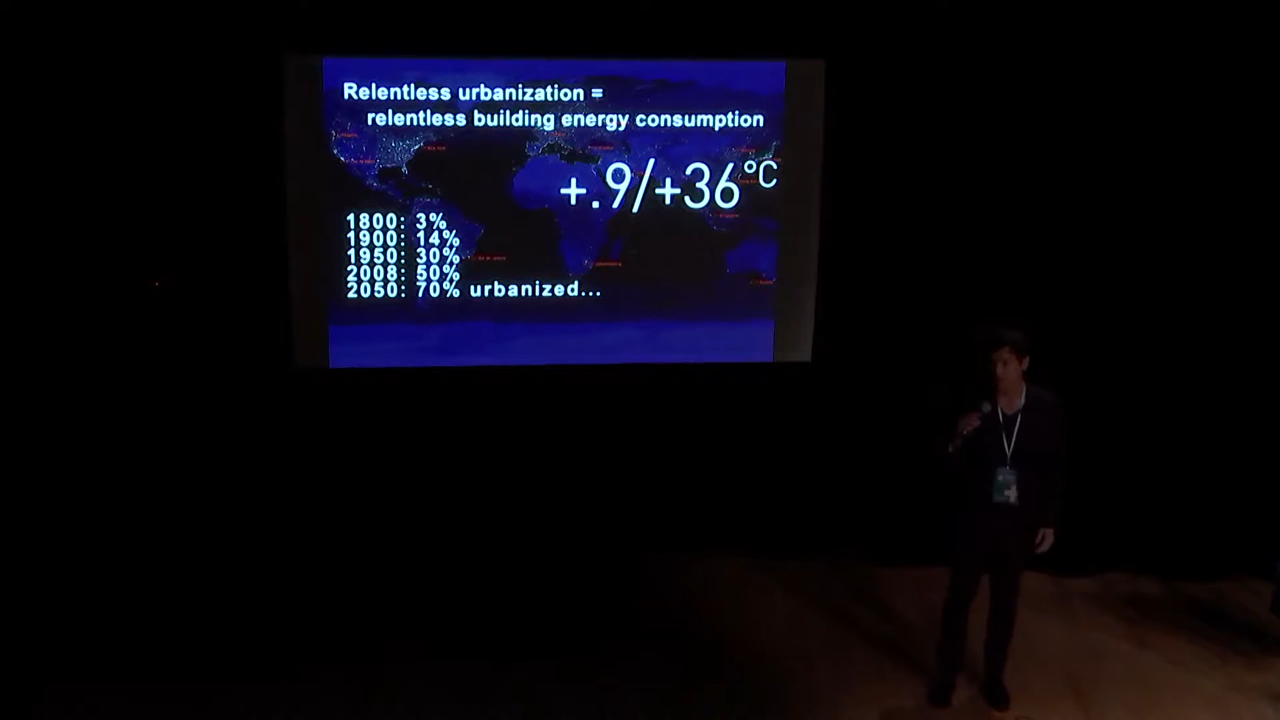 Relentless urbanization =
relentless building energy consumption
+.9/+36°C
1800: 3%
1900: 14%
1950: 30%
2008: 50%
2050: 70% urbanized...